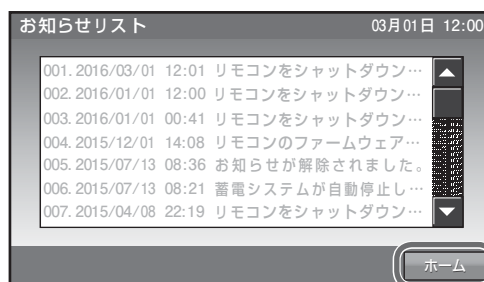 お知らせリスト 03月01日 12:00
001. 2016/03/01 12:01 リモコンをシャットダウン…
002. 2016/01/01 12:00 リモコンをシャットダウン…
003. 2016/01/01 00:41 リモコンをシャットダウン…
004. 2015/12/01 14:08 リモコンのファームウェア…
005. 2015/07/13 08:36 お知らせが解除されました。
006. 2015/07/13 08:21 蓄電システムが自動停止し…
007. 2015/04/08 22:19 リモコンをシャットダウン…
ホーム